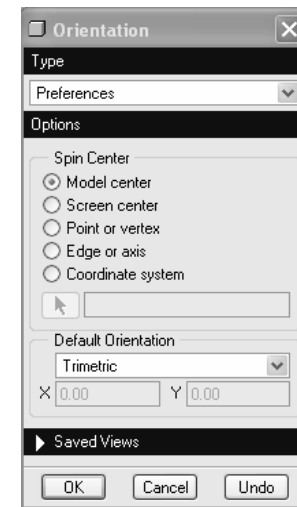 Orientation
Type
Preferences
Options
Spin Center
Model center
Screen center
Point or vertex
Edge or axis
Coordinate system
Default Orientation
Trimetric
X 0.00 Y 0.00
Saved Views
OK Cancel Undo